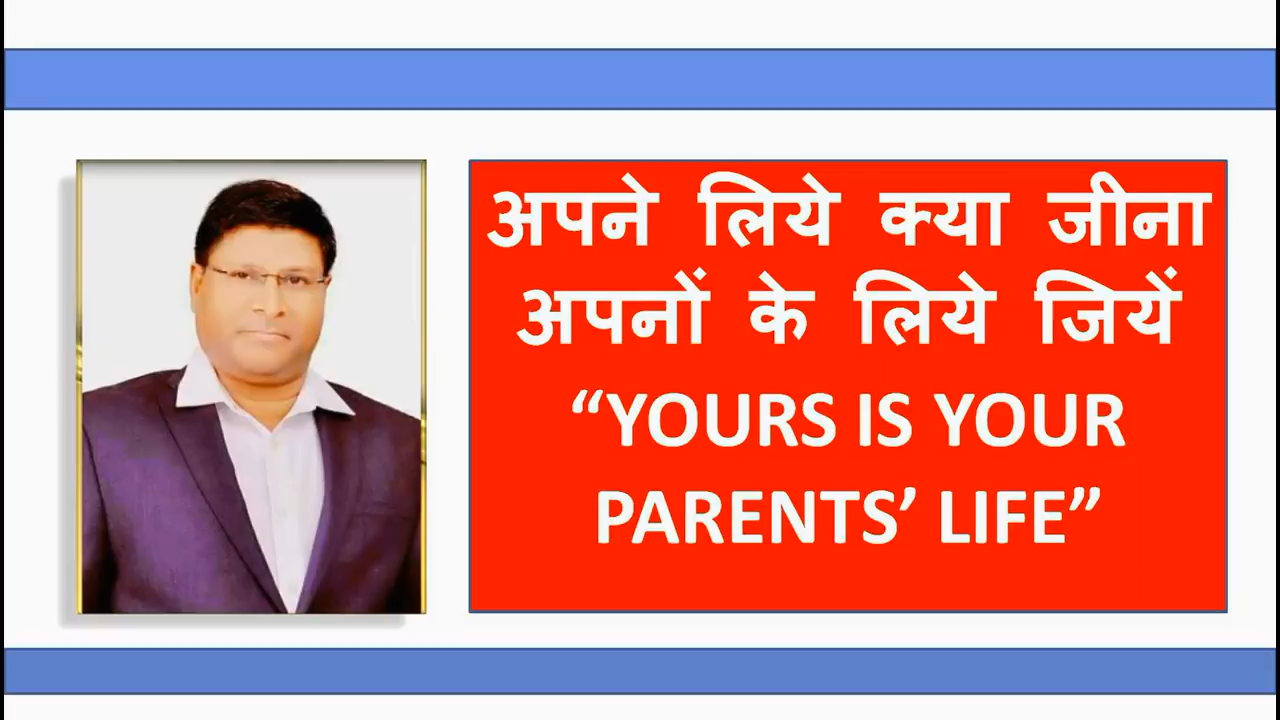 अपने लिये क्या जीना
अपनों के लिये जियें
“YOURS IS YOUR
PARENTS’ LIFE”